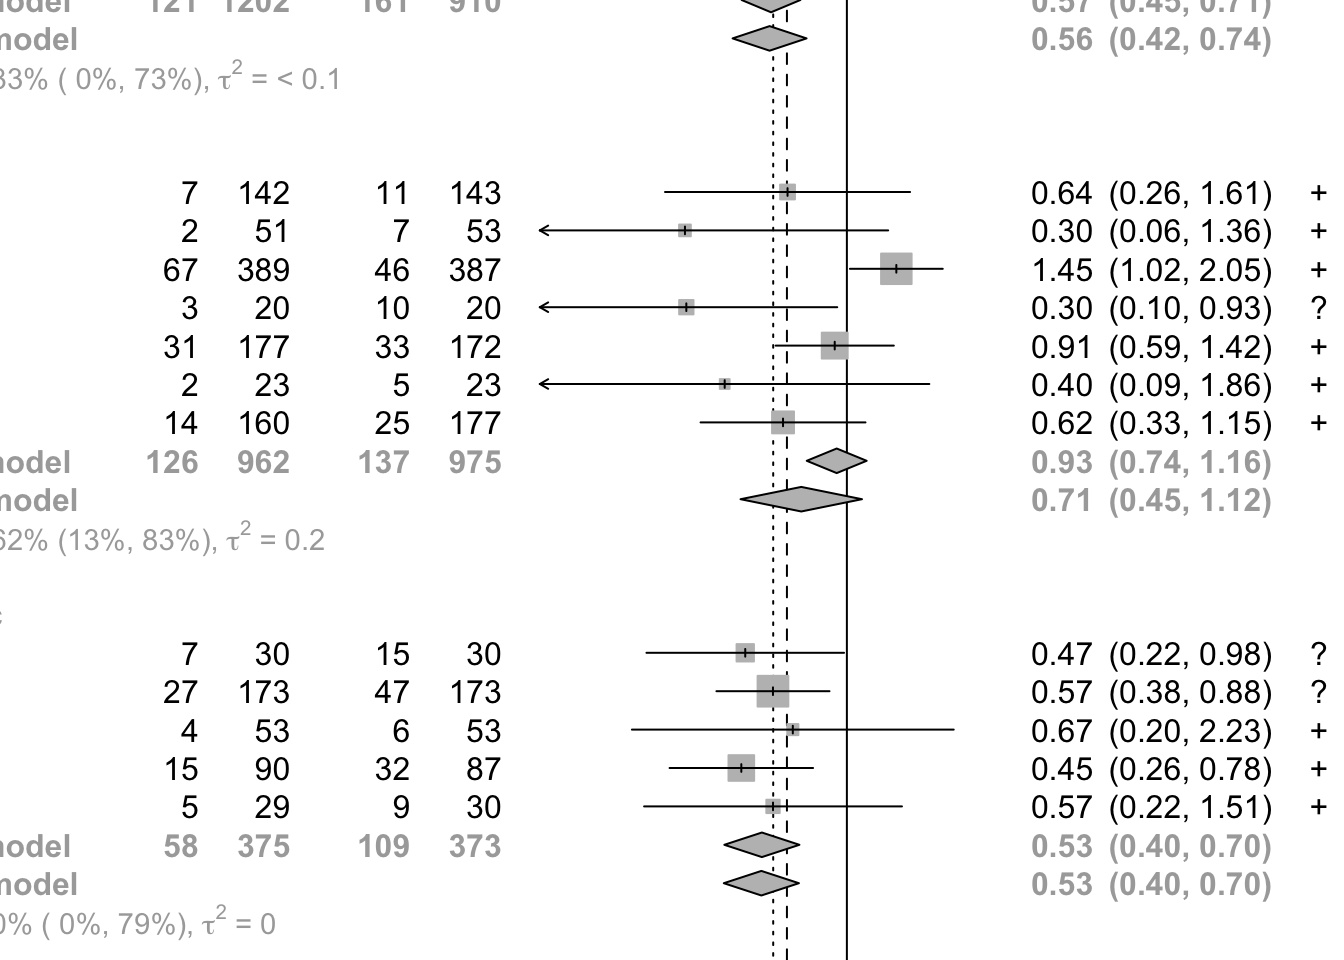 model 121 1202 161 910 0.57 (0.45, 0.71)
model 0.56 (0.42, 0.74)
33% ( 0%, 73%), τ2 = < 0.1
7 142 11 143 0.64 (0.26, 1.61) +
2 51 7 53 0.30 (0.06, 1.36) +
67 389 46 387 1.45 (1.02, 2.05) +
3 20 10 20 0.30 (0.10, 0.93) ?
31 177 33 172 0.91 (0.59, 1.42) +
2 23 5 23 0.40 (0.09, 1.86) +
14 160 25 177 0.62 (0.33, 1.15) +
model 126 962 137 975 0.93 (0.74, 1.16)
model 0.71 (0.45, 1.12)
62% (13%, 83%), τ2 = 0.2
7 30 15 30 0.47 (0.22, 0.98) ?
27 173 47 173 0.57 (0.38, 0.88) ?
4 53 6 53 0.67 (0.20, 2.23) +
15 90 32 87 0.45 (0.26, 0.78) +
5 29 9 30 0.57 (0.22, 1.51) +
model 58 375 109 373 0.53 (0.40, 0.70)
model 0.53 (0.40, 0.70)
0% ( 0%, 79%), τ2 = 0